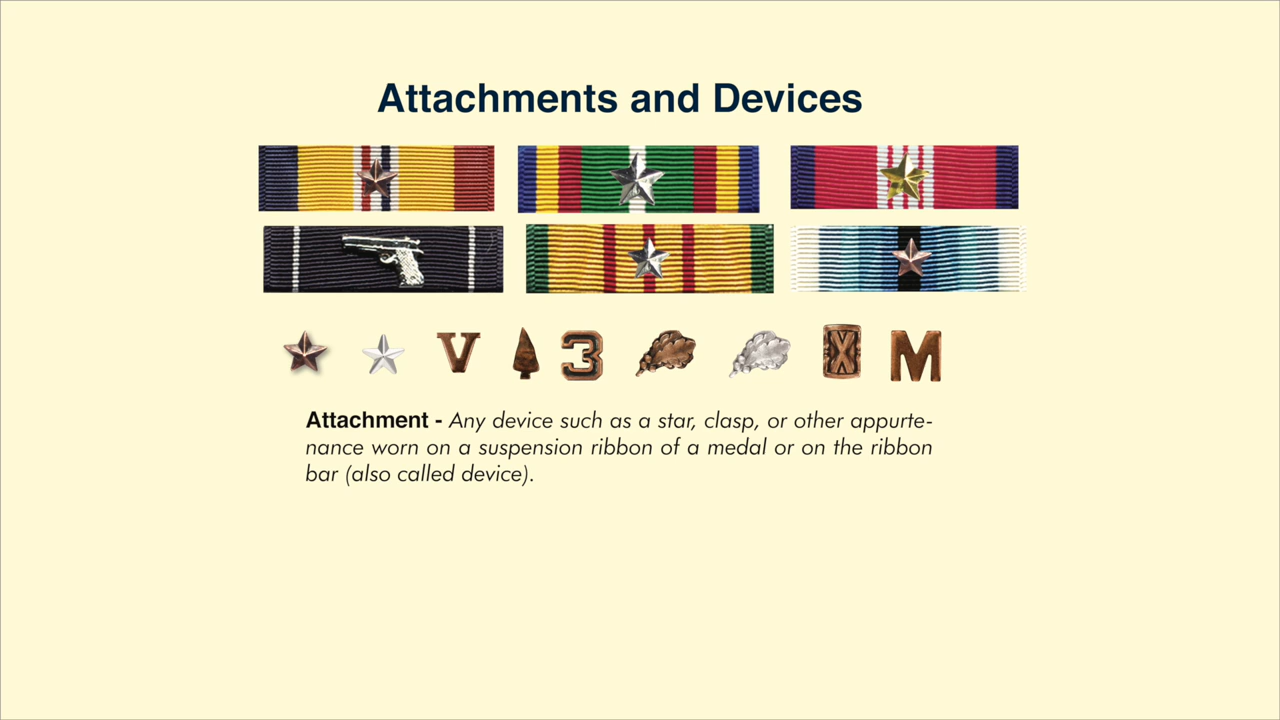 Attachments and Devices
V 3 X M
Attachment - Any device such as a star, clasp, or other appurte-
nance worn on a suspension ribbon of a medal or on the ribbon
bar (also called device).